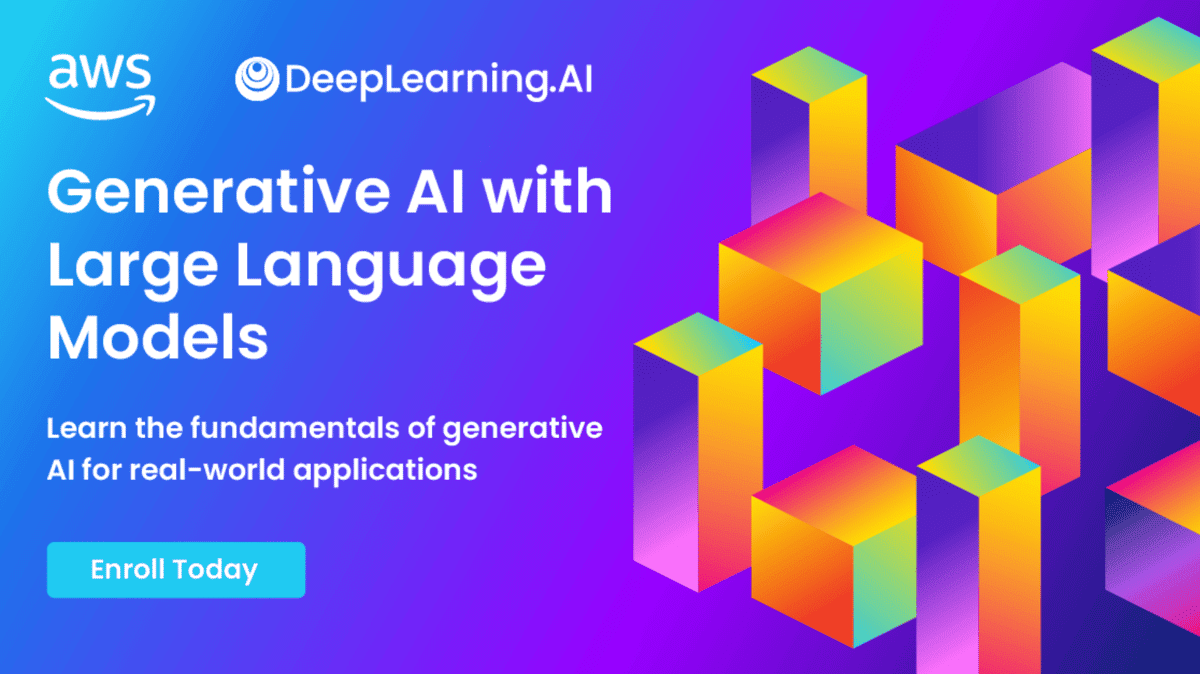 aws
DeepLearning.AI
Generative AI with
Large Language
Models
Learn the fundamentals of generative
AI for real-world applications
Enroll Today